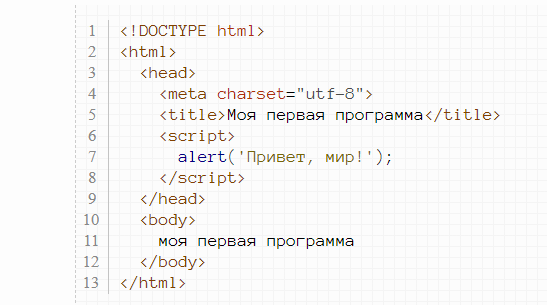 1 <!DOCTYPE html>
2 <html>
3 <head>
4 <meta charset="utf-8">
5 <title>Моя первая программа</title>
6 <script>
7 alert('Привет, мир!');
8 </script>
9 </head>
10 <body>
11 моя первая программа
12 </body>
13 </html>